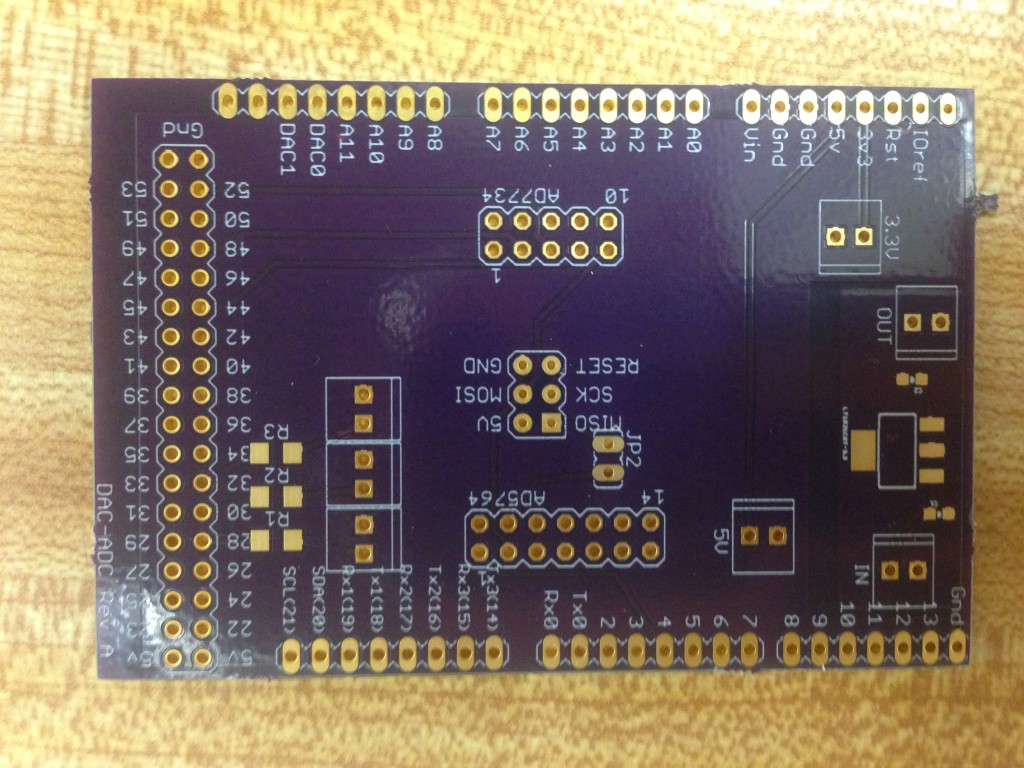 DAC-ADC Rev A
5v 23 25 27 29 31 33 35 37 39 41 43 45 47 49 51 53
Gnd
5v 22 24 26 28 30 32 34 36 38 40 42 44 46 48 50 52
R1 R2 R3
SCL(21)
SDA(20)
Rx1(19)
Tx1(18)
Rx2(17)
Tx2(16)
Rx3(15)
Tx3(14)
DAC1
DAC0
A11
A10
A9
A8
1
AD5764
14
5V MOSI GND
MISO SCK RESET
JP2
1
AD7734
10
A7
A6
A5
A4
A3
A2
A1
A0
Rx0
Tx0
2
3
4
5
6
7
5V
8
9
10
11
12
13
Gnd
IN
OUT
3.3V
Vin
Gnd
Gnd
5v
3v3
Rst
IOref